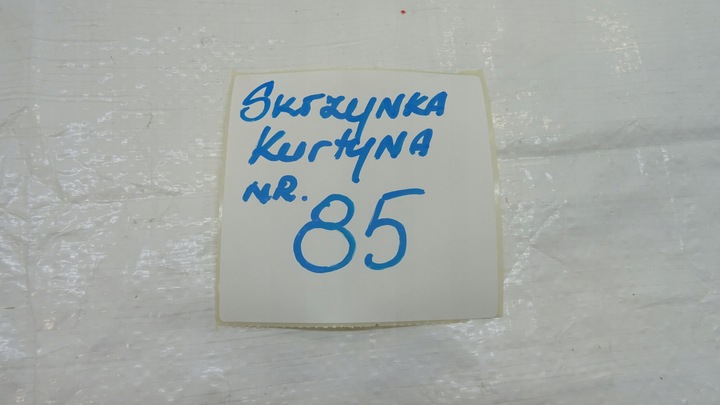 SKRZYNKA
KurtyNA
NR.
85